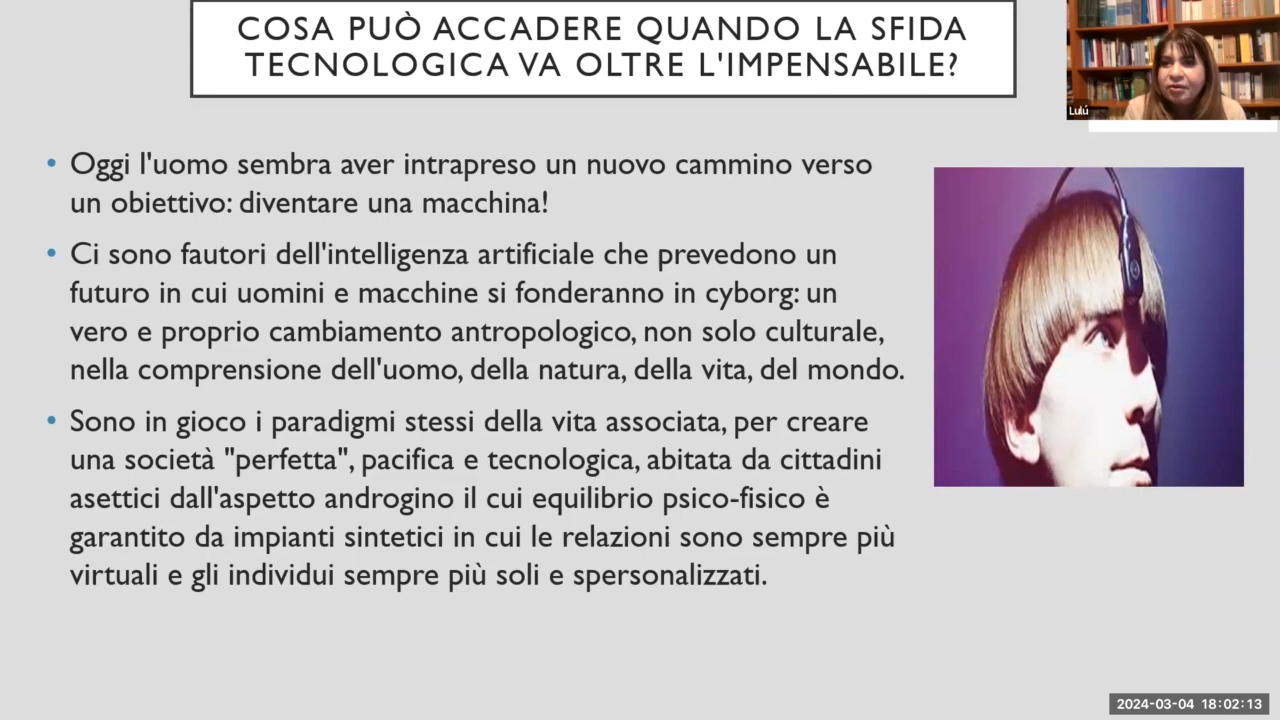 COSA PUÒ ACCADERE QUANDO LA SFIDA
TECNOLOGICA VA OLTRE L'IMPENSABILE?
Lulú
• Oggi l'uomo sembra aver intrapreso un nuovo cammino verso
un obiettivo: diventare una macchina!
• Ci sono fautori dell'intelligenza artificiale che prevedono un
futuro in cui uomini e macchine si fonderanno in cyborg: un
vero e proprio cambiamento antropologico, non solo culturale,
nella comprensione dell'uomo, della natura, della vita, del mondo.
• Sono in gioco i paradigmi stessi della vita associata, per creare
una società "perfetta", pacifica e tecnologica, abitata da cittadini
asettici dall'aspetto androgino il cui equilibrio psico-fisico è
garantito da impianti sintetici in cui le relazioni sono sempre più
virtuali e gli individui sempre più soli e spersonalizzati.
2024-03-04 18:02:13